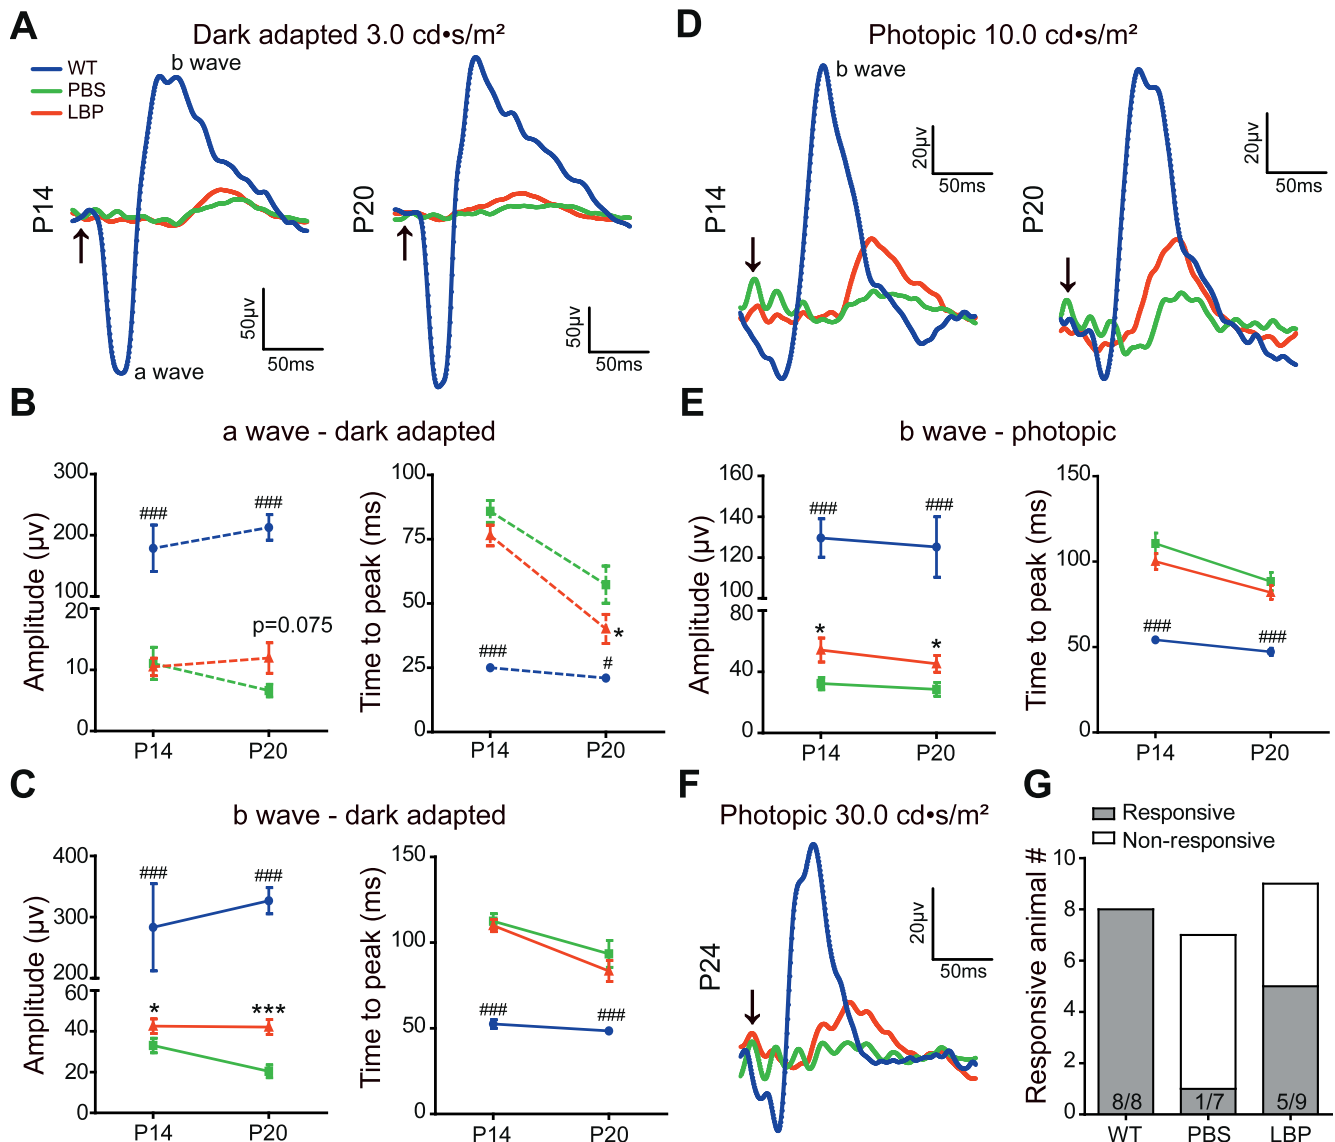 A
Dark adapted 3.0 cd•s/m²
WT
PBS
LBP
b wave
P14
a wave
50µv
50ms
P20
50µv
50ms
D
Photopic 10.0 cd•s/m²
b wave
P14
20µv
50ms
P20
20µv
50ms
B
a wave - dark adapted
Amplitude (µv)
300
200
100
20
10
0
###
###
p=0.075
P14
P20
Time to peak (ms)
100
75
50
25
0
###
#
*
P14
P20
E
b wave - photopic
Amplitude (µv)
160
140
120
100
80
40
0
###
###
*
*
P14
P20
Time to peak (ms)
150
100
50
0
###
###
P14
P20
C
b wave - dark adapted
Amplitude (µv)
400
300
200
60
40
20
0
###
###
*
***
P14
P20
Time to peak (ms)
150
100
50
0
###
###
P14
P20
F
Photopic 30.0 cd•s/m²
P24
20µv
50ms
G
Responsive
Non-responsive
Responsive animal #
10
8
6
4
2
0
8/8
1/7
5/9
WT
PBS
LBP